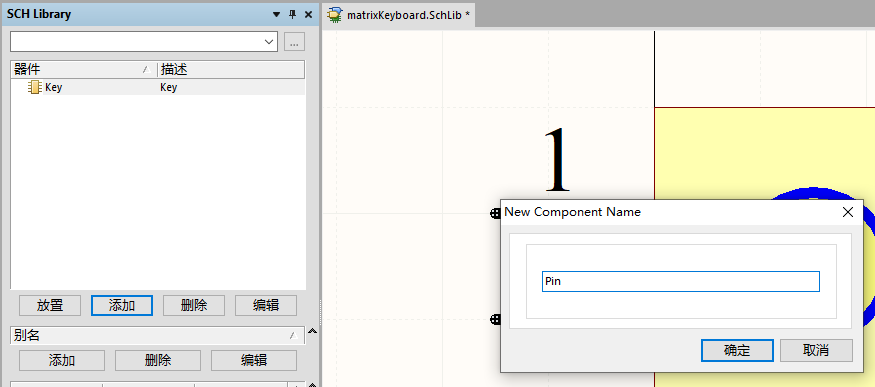 SCH Library
...
器件 描述
Key Key
放置 添加 删除 编辑
别名
添加 删除 编辑
matrixKeyboard.SchLib *
1
New Component Name
Pin
确定 取消